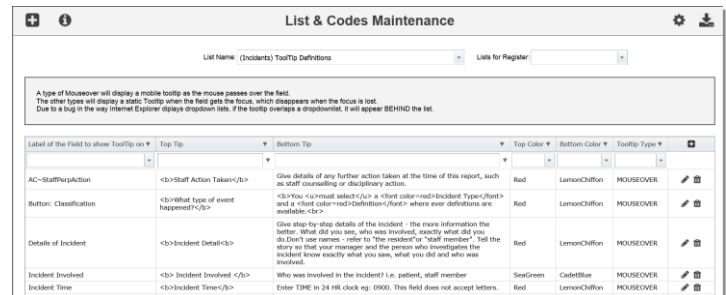 List & Codes Maintenance
List Name: (Incidents) ToolTip Definitions
Lists for Register:
A type of Mouseover will display a mobile tooltip as the mouse passes over the field.
The other types will display a static Tooltip when the field gets the focus, which disappears when the focus is lost.
Due to a bug in the way Internet Explorer diplays dropdown lists. if the tooltip overlaps a dropdownlist, it will appear BEHIND the list.
Label of the Field to show ToolTip on Top Tip Bottom Tip Top Color Bottom Color Tooltip Type
AC~StaffPerpAction <b>Staff Action Taken</b> Give details of any further action taken at the time of this report, such
as staff counselling or disciplinary action. Red LemonChiffon MOUSEOVER
Button: Classification <b>What type of event
happened?</b> <b>You <u>must select</u> a <font color=red>Incident Type</font>
and a <font color=red>Definition</font> where ever definitions are
available.<br> Red LemonChiffon MOUSEOVER
Details of Incident <b>Incident Detail<b> Give step-by-step details of the incident - the more information the
better. What did you see, who was involved, exactly what did you
do.Don't use names - refer to "the resident"or "staff member". Tell the
story so that your manager and the person who investigates the
incident know exactly what you saw, what you did and who was
involved. Red LemonChiffon MOUSEOVER
Incident Involved <b> Incident Involved </b> Who was involved in the incident? i.e. patient, staff member SeaGreen CadetBlue MOUSEOVER
Incident Time <b>Incident Time</b> Enter TIME in 24 HR clock eg: 0900. This field does not accept letters. Red LemonChiffon MOUSEOVER